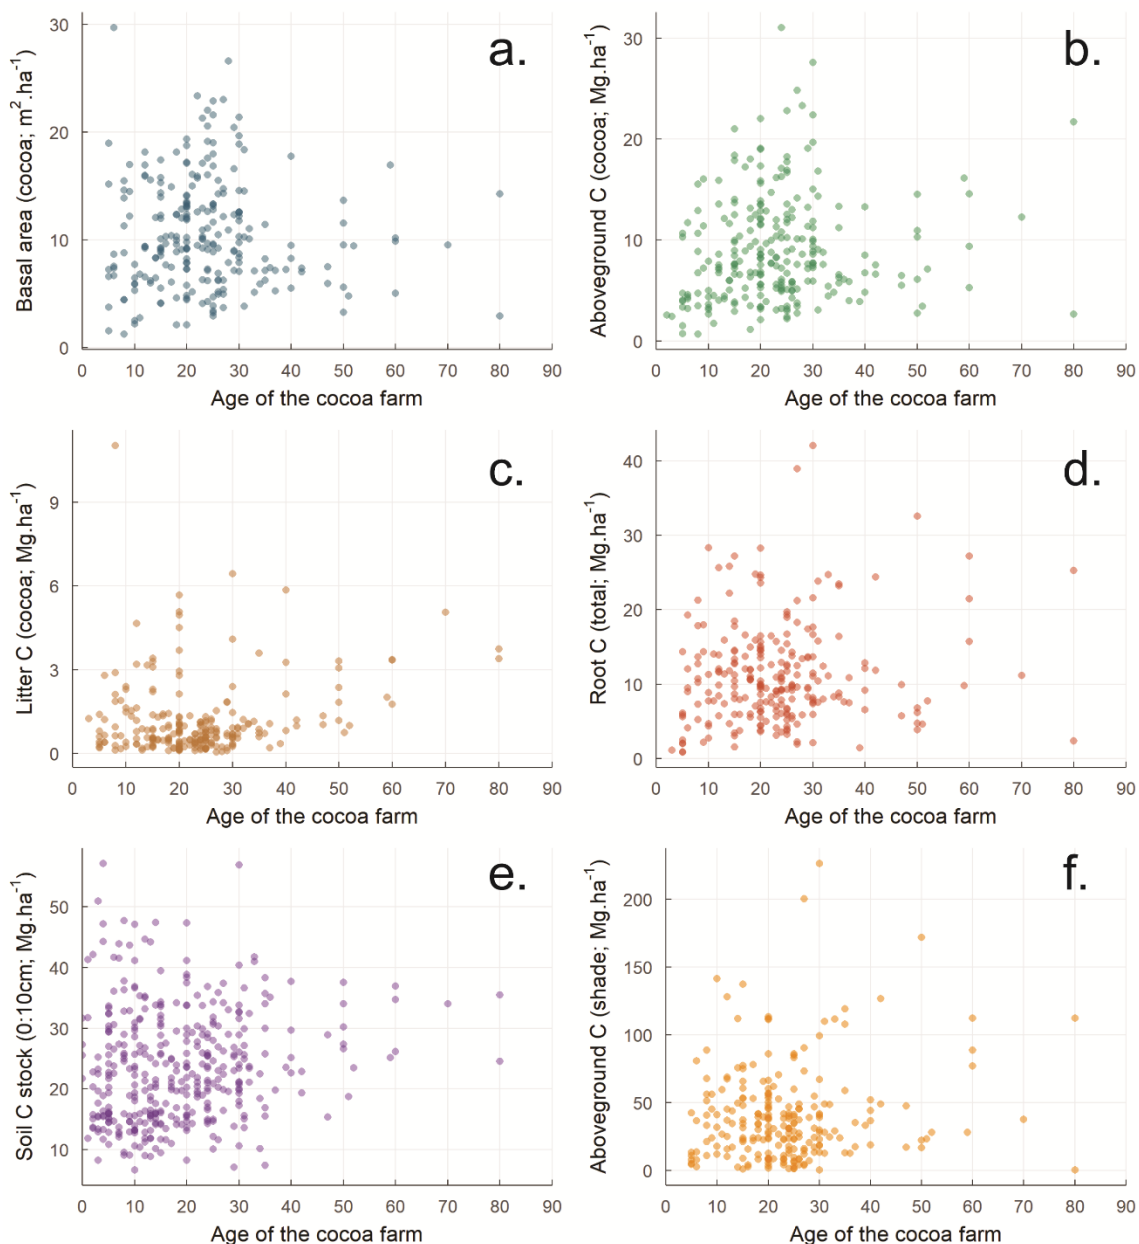 a.
Basal area (cocoa; m².ha⁻¹)
30
20
10
0
0 10 20 30 40 50 60 70 80 90
Age of the cocoa farm
b.
Aboveground C (cocoa; Mg.ha⁻¹)
30
20
10
0
0 10 20 30 40 50 60 70 80 90
Age of the cocoa farm
c.
Litter C (cocoa; Mg.ha⁻¹)
9
6
3
0
0 10 20 30 40 50 60 70 80 90
Age of the cocoa farm
d.
Root C (total; Mg.ha⁻¹)
40
30
20
10
0
0 10 20 30 40 50 60 70 80 90
Age of the cocoa farm
e.
Soil C stock (0:10cm; Mg.ha⁻¹)
50
40
30
20
10
0 10 20 30 40 50 60 70 80 90
Age of the cocoa farm
f.
Aboveground C (shade; Mg.ha⁻¹)
200
150
100
50
0
0 10 20 30 40 50 60 70 80 90
Age of the cocoa farm